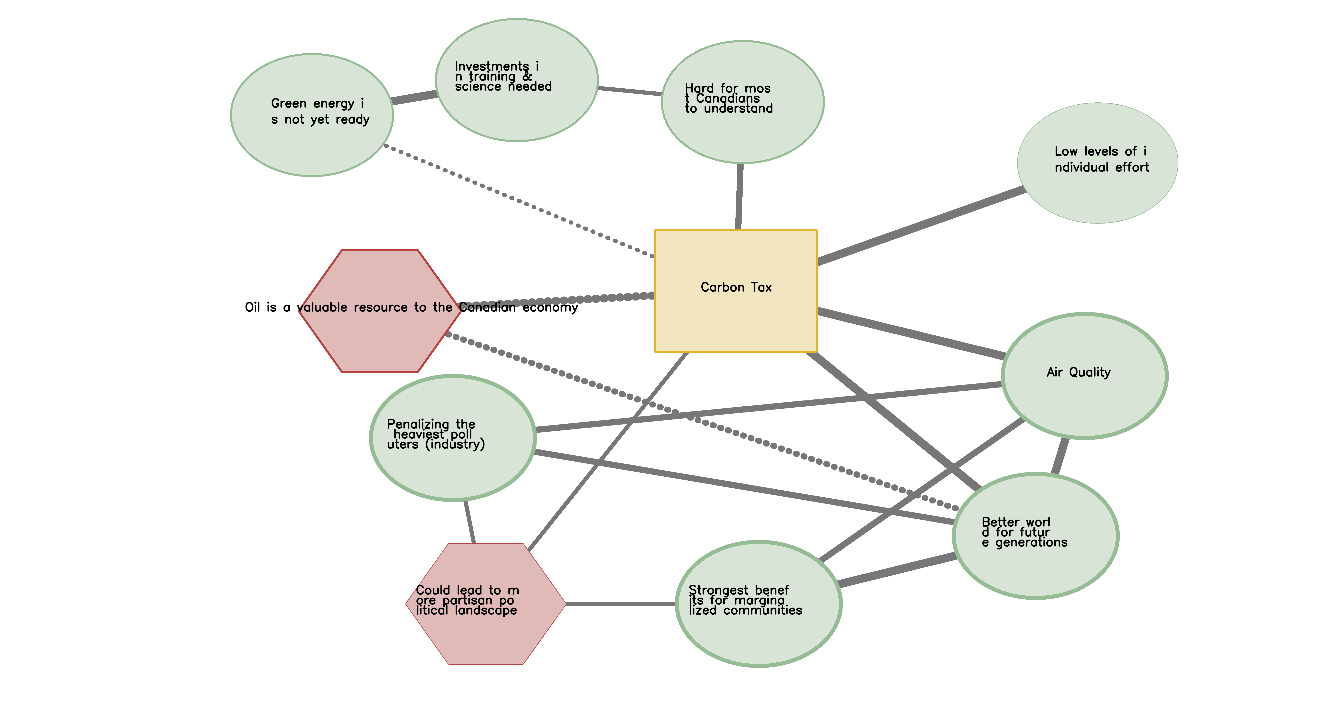 Investments i
n training &
science needed
Green energy i
s not yet ready
Hard for mos
t Canadians
to understand
Low levels of i
ndividual effort
Carbon Tax
Oil is a valuable resource to the Canadian economy
Air Quality
Penalizing the
heaviest poll
uters (industry)
Better worl
d for futur
e generations
Could lead to m
ore partisan po
litical landscape
Strongest benef
its for margina
lized communities